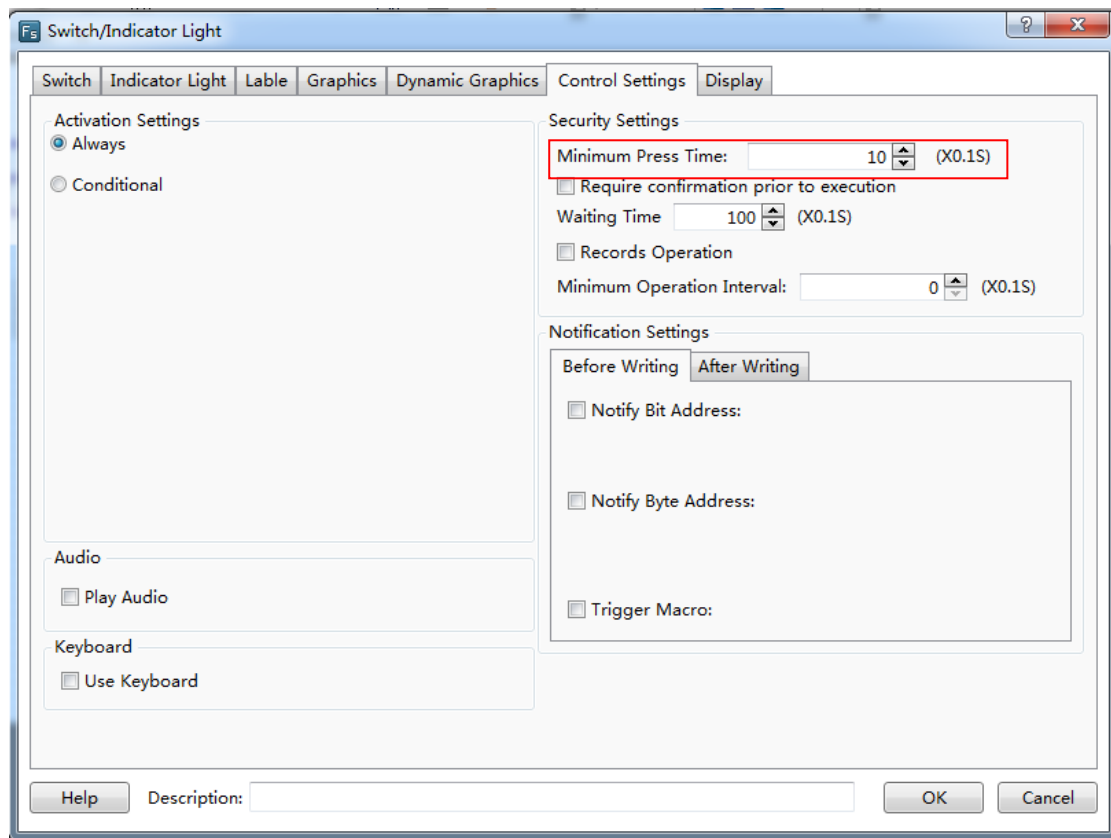 Fs Switch/Indicator Light ?
Switch Indicator Light Lable Graphics Dynamic Graphics Control Settings Display
Activation Settings
Always
Conditional
Security Settings
Minimum Press Time: 10 (X0.1S)
Require confirmation prior to execution
Waiting Time 100 (X0.1S)
Records Operation
Minimum Operation Interval: 0 (X0.1S)
Notification Settings
Before Writing After Writing
Notify Bit Address:
Notify Byte Address:
Trigger Macro:
Audio
Play Audio
Keyboard
Use Keyboard
Help Description: OK Cancel